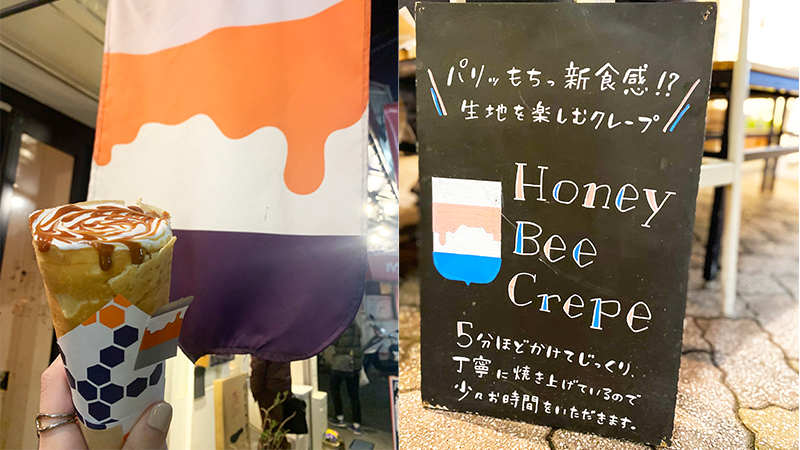 パリッもちっ新食感!?
生地を楽しむクレープ
Honey
Bee
Crepe
5分ほどかけてじっくり、
丁寧に焼き上げているので
少々お時間をいただきます。